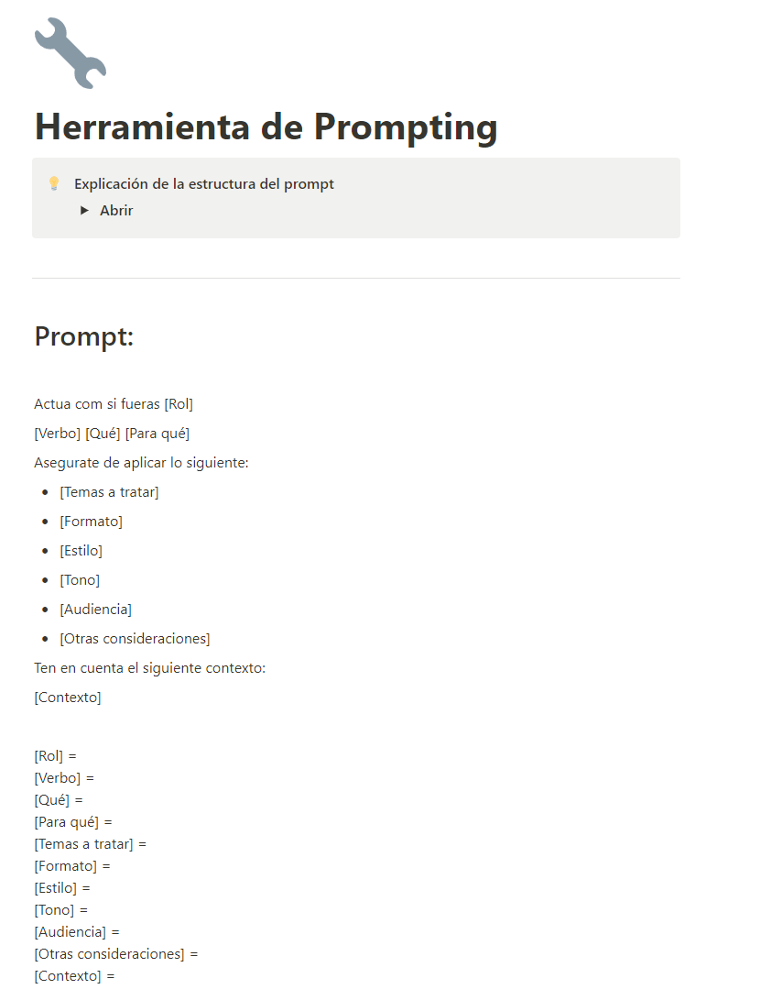 Herramienta de Prompting
Explicación de la estructura del prompt
Abrir
Prompt:
Actua com si fueras [Rol]
[Verbo] [Qué] [Para qué]
Asegurate de aplicar lo siguiente:
• [Temas a tratar]
• [Formato]
• [Estilo]
• [Tono]
• [Audiencia]
• [Otras consideraciones]
Ten en cuenta el siguiente contexto:
[Contexto]
[Rol] =
[Verbo] =
[Qué] =
[Para qué] =
[Temas a tratar] =
[Formato] =
[Estilo] =
[Tono] =
[Audiencia] =
[Otras consideraciones] =
[Contexto] =